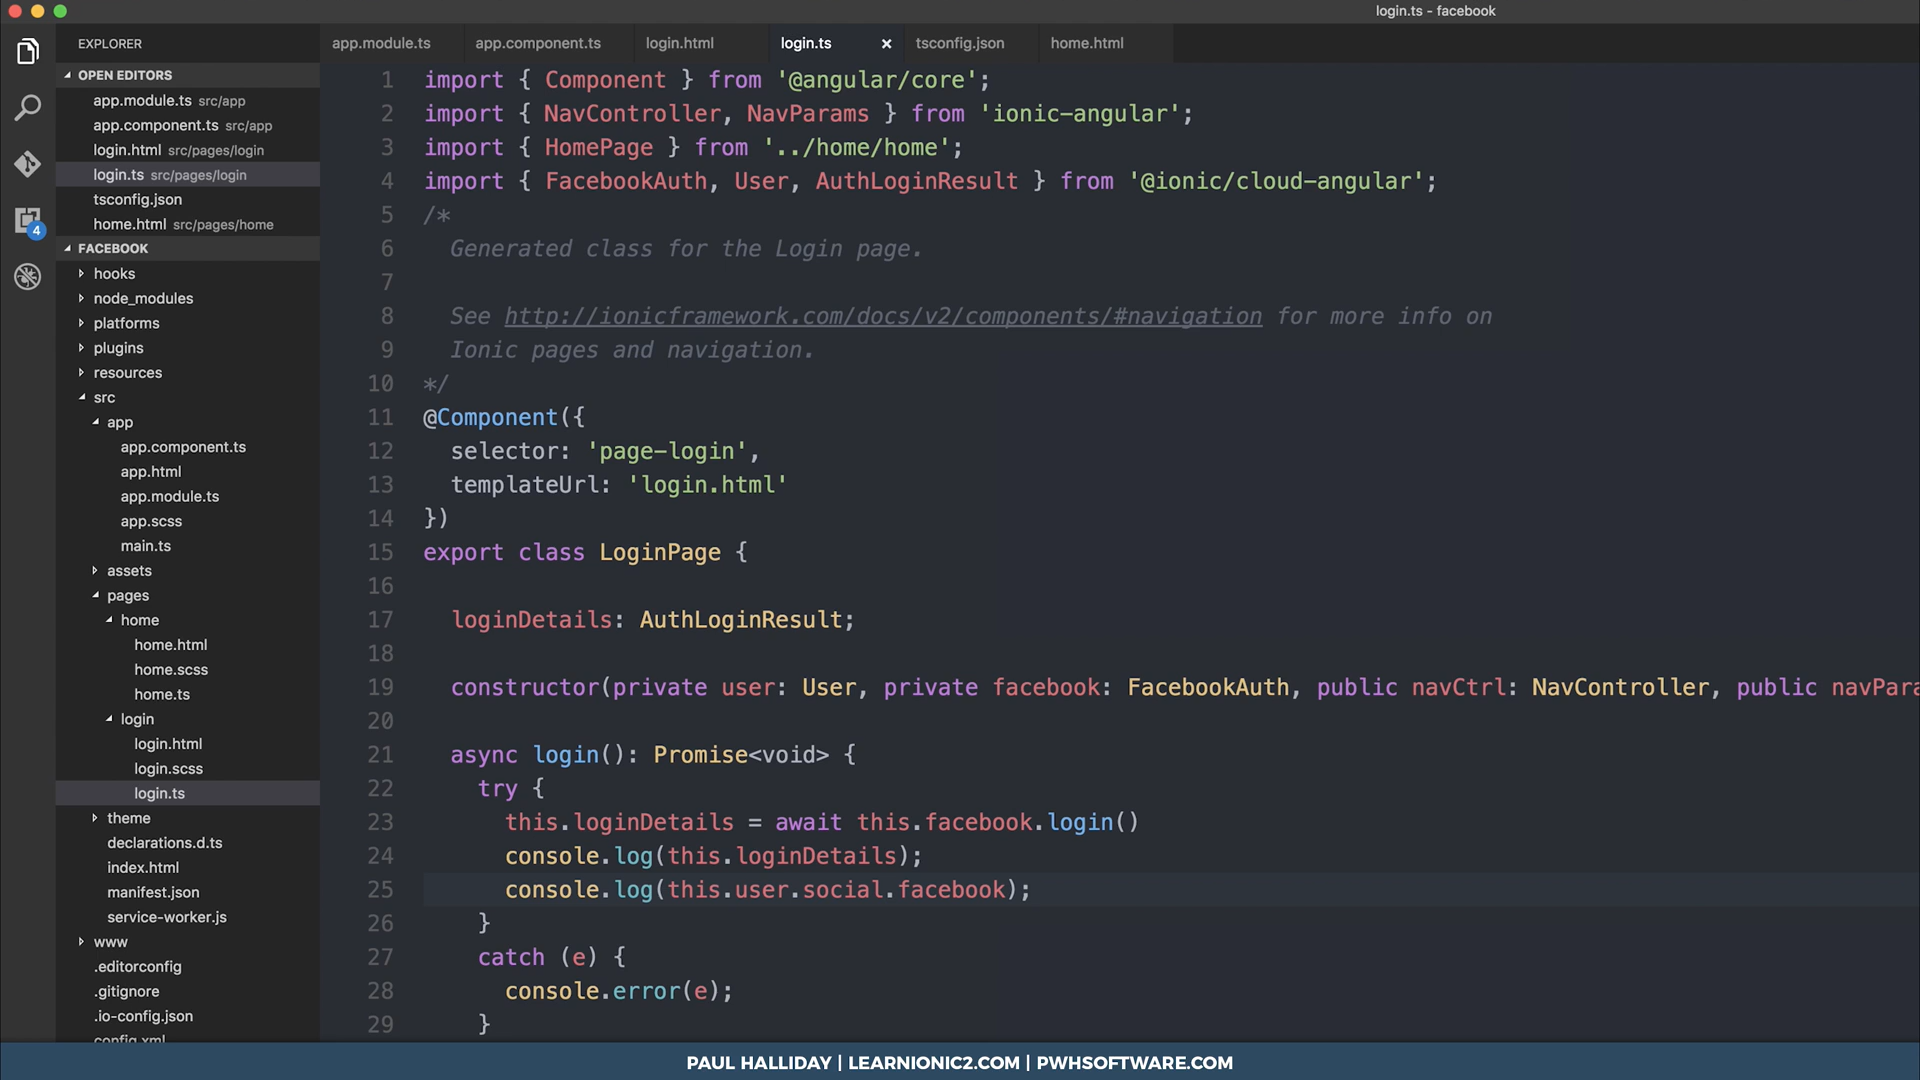 login.ts - facebook
EXPLORER
OPEN EDITORS
app.module.ts src/app
app.component.ts src/app
login.html src/pages/login
login.ts src/pages/login
tsconfig.json
home.html src/pages/home
4
FACEBOOK
hooks
node_modules
platforms
plugins
resources
src
app
app.component.ts
app.html
app.module.ts
app.scss
main.ts
assets
pages
home
home.html
home.scss
home.ts
login
login.html
login.scss
login.ts
theme
declarations.d.ts
index.html
manifest.json
service-worker.js
www
.editorconfig
.gitignore
.io-config.json
config.xml
app.module.ts app.component.ts login.html login.ts × tsconfig.json home.html
1 import { Component } from '@angular/core';
2 import { NavController, NavParams } from 'ionic-angular';
3 import { HomePage } from '../home/home';
4 import { FacebookAuth, User, AuthLoginResult } from '@ionic/cloud-angular';
5 /*
6 Generated class for the Login page.
7
8 See http://ionicframework.com/docs/v2/components/#navigation for more info on
9 Ionic pages and navigation.
10 */
11 @Component({
12 selector: 'page-login',
13 templateUrl: 'login.html'
14 })
15 export class LoginPage {
16
17 loginDetails: AuthLoginResult;
18
19 constructor(private user: User, private facebook: FacebookAuth, public navCtrl: NavController, public navPara
20
21 async login(): Promise<void> {
22 try {
23 this.loginDetails = await this.facebook.login()
24 console.log(this.loginDetails);
25 console.log(this.user.social.facebook);
26 }
27 catch (e) {
28 console.error(e);
29 }
PAUL HALLIDAY | LEARNIONIC2.COM | PWHSOFTWARE.COM